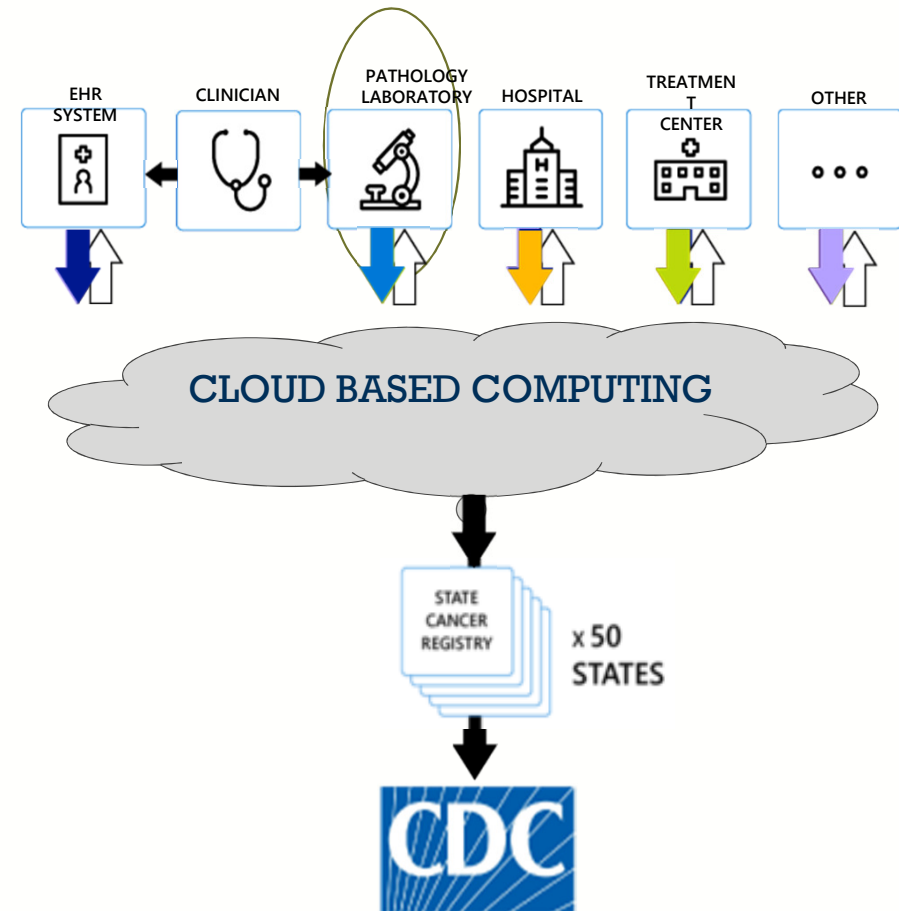 EHR
SYSTEM
CLINICIAN
PATHOLOGY
LABORATORY
HOSPITAL
TREATMEN
T
CENTER
OTHER
H
CLOUD BASED COMPUTING
STATE
CANCER
REGISTRY
x 50
STATES
CDC